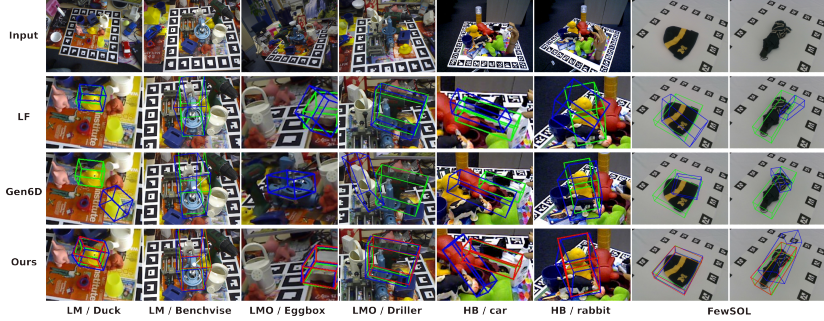 Input
LF
Gen6D
Ours
LM / Duck
LM / Benchvise
LMO / Eggbox
LMO / Driller
HB / car
HB / rabbit
FewSOL